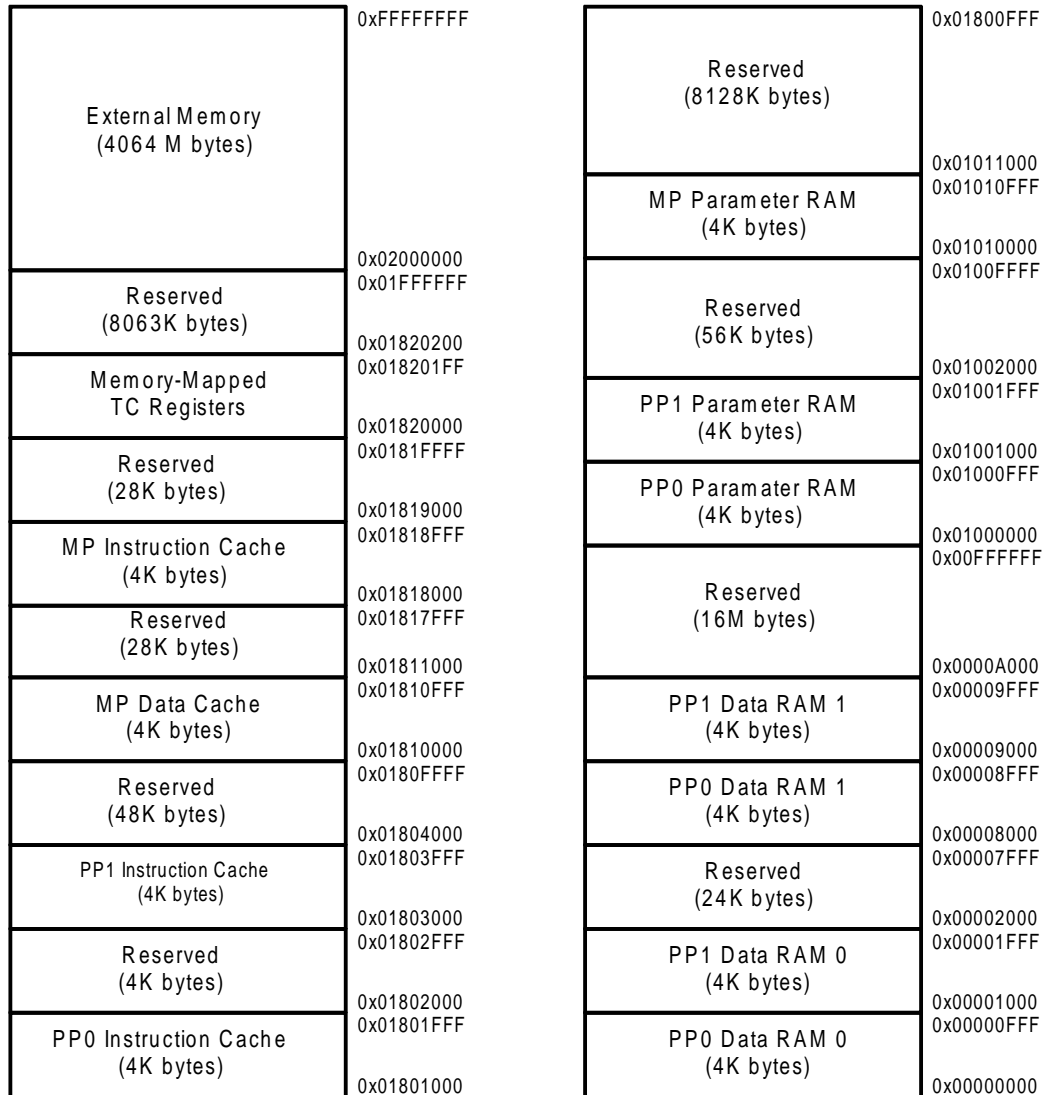 0xFFFFFFFF
External Memory
(4064 M bytes)
0x02000000
0x01FFFFFF
Reserved
(8063K bytes)
0x01820200
0x018201FF
Memory-Mapped
TC Registers
0x01820000
0x0181FFFF
Reserved
(28K bytes)
0x01819000
0x01818FFF
MP Instruction Cache
(4K bytes)
0x01818000
0x01817FFF
Reserved
(28K bytes)
0x01811000
0x01810FFF
MP Data Cache
(4K bytes)
0x01810000
0x0180FFFF
Reserved
(48K bytes)
0x01804000
0x01803FFF
PP1 Instruction Cache
(4K bytes)
0x01803000
0x01802FFF
Reserved
(4K bytes)
0x01802000
0x01801FFF
PP0 Instruction Cache
(4K bytes)
0x01801000
0x01800FFF
Reserved
(8128K bytes)
0x01011000
0x01010FFF
MP Parameter RAM
(4K bytes)
0x01010000
0x0100FFFF
Reserved
(56K bytes)
0x01002000
0x01001FFF
PP1 Parameter RAM
(4K bytes)
0x01001000
0x01000FFF
PP0 Paramater RAM
(4K bytes)
0x01000000
0x00FFFFFF
Reserved
(16M bytes)
0x0000A000
0x00009FFF
PP1 Data RAM 1
(4K bytes)
0x00009000
0x00008FFF
PP0 Data RAM 1
(4K bytes)
0x00008000
0x00007FFF
Reserved
(24K bytes)
0x00002000
0x00001FFF
PP1 Data RAM 0
(4K bytes)
0x00001000
0x00000FFF
PP0 Data RAM 0
(4K bytes)
0x00000000